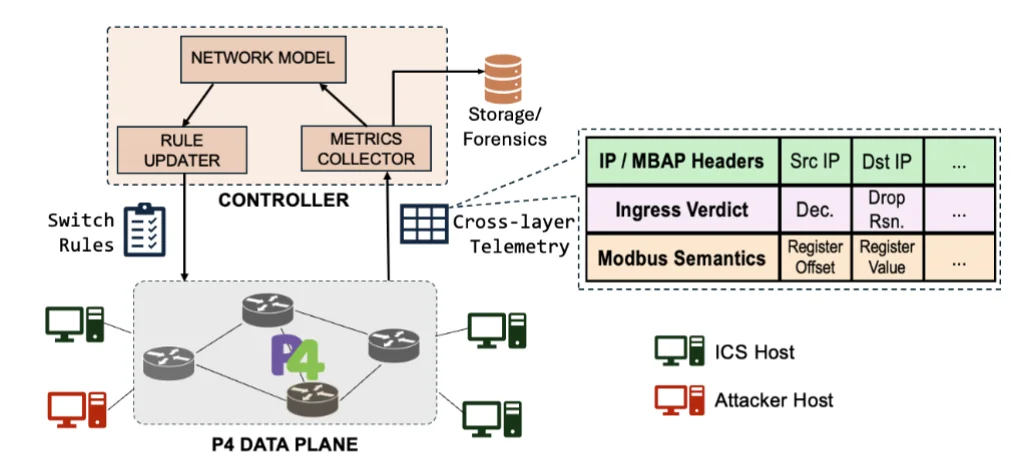 NETWORK MODEL
RULE
UPDATER
METRICS
COLLECTOR
CONTROLLER
Storage/
Forensics
Switch
Rules
Cross-layer
Telemetry
IP / MBAP Headers Src IP Dst IP ...
Ingress Verdict Dec. Drop
Rsn. ...
Modbus Semantics Register
Offset Register
Value ...
P4
P4 DATA PLANE
ICS Host
Attacker Host